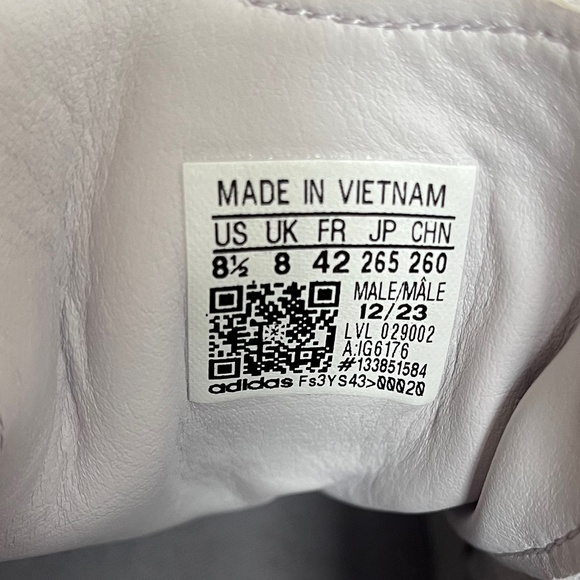 MADE IN VIETNAM
US UK FR JP CHN
8½ 8 42 265 260
MALE/MÂLE
12/23
LVL 029002
A:IG6176
#133851584
adidas Fs3YS43>00020